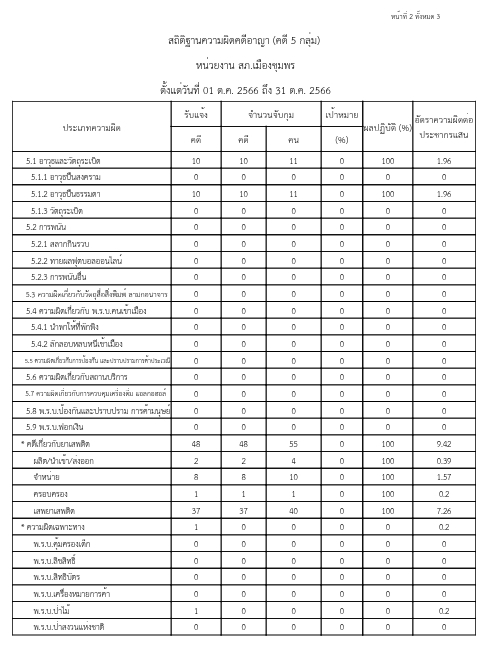 หน้าที่ 2 ทั้งหมด 3
สถิติฐานความผิดคดีอาญา (คดี 5 กลุ่ม)
หน่วยงาน สภ.เมืองชุมพร
ตั้งแต่วันที่ 01 ต.ค. 2566 ถึง 31 ต.ค. 2566
ประเภทความผิด รับแจ้ง จำนวนจับกุม เป้าหมาย ผลปฏิบัติ (%) อัตราความผิดต่อ
ประชากรแสน
คดี คดี คน (%)
5.1 อาวุธและวัตถุระเบิด 10 10 11 0 100 1.96
5.1.1 อาวุธปืนสงคราม 0 0 0 0 0 0
5.1.2 อาวุธปืนธรรมดา 10 10 11 0 100 1.96
5.1.3 วัตถุระเบิด 0 0 0 0 0 0
5.2 การพนัน 0 0 0 0 0 0
5.2.1 สลากกินรวบ 0 0 0 0 0 0
5.2.2 ทายผลฟุตบอลออนไลน์ 0 0 0 0 0 0
5.2.3 การพนันอื่น 0 0 0 0 0 0
5.3 ความผิดเกี่ยวกับวัตถุสื่อสิ่งพิมพ์ ลามกอนาจาร 0 0 0 0 0 0
5.4 ความผิดเกี่ยวกับ พ.ร.บ.คนเข้าเมือง 0 0 0 0 0 0
5.4.1 นำพาให้ที่พักพิง 0 0 0 0 0 0
5.4.2 ลักลอบหลบหนีเข้าเมือง 0 0 0 0 0 0
5.5 ความผิดเกี่ยวกับการป้องกัน และปราบปรามการค้าประเวณี 0 0 0 0 0 0
5.6 ความผิดเกี่ยวกับสถานบริการ 0 0 0 0 0 0
5.7 ความผิดเกี่ยวกับการควบคุมเครื่องดื่ม แอลกอฮอล์ 0 0 0 0 0 0
5.8 พ.ร.บ.ป้องกันและปราบปราม การค้ามนุษย์ 0 0 0 0 0 0
5.9 พ.ร.บ.ฟอกเงิน 0 0 0 0 0 0
* คดีเกี่ยวกับยาเสพติด 48 48 55 0 100 9.42
ผลิต/นำเข้า/ส่งออก 2 2 4 0 100 0.39
จำหน่าย 8 8 10 0 100 1.57
ครอบครอง 1 1 1 0 100 0.2
เสพยาเสพติด 37 37 40 0 100 7.26
* ความผิดเฉพาะทาง 1 0 0 0 0 0.2
พ.ร.บ.คุ้มครองเด็ก 0 0 0 0 0 0
พ.ร.บ.ลิขสิทธิ์ 0 0 0 0 0 0
พ.ร.บ.สิทธิบัตร 0 0 0 0 0 0
พ.ร.บ.เครื่องหมายการค้า 0 0 0 0 0 0
พ.ร.บ.ป่าไม้ 1 0 0 0 0 0.2
พ.ร.บ.ป่าสงวนแห่งชาติ 0 0 0 0 0 0